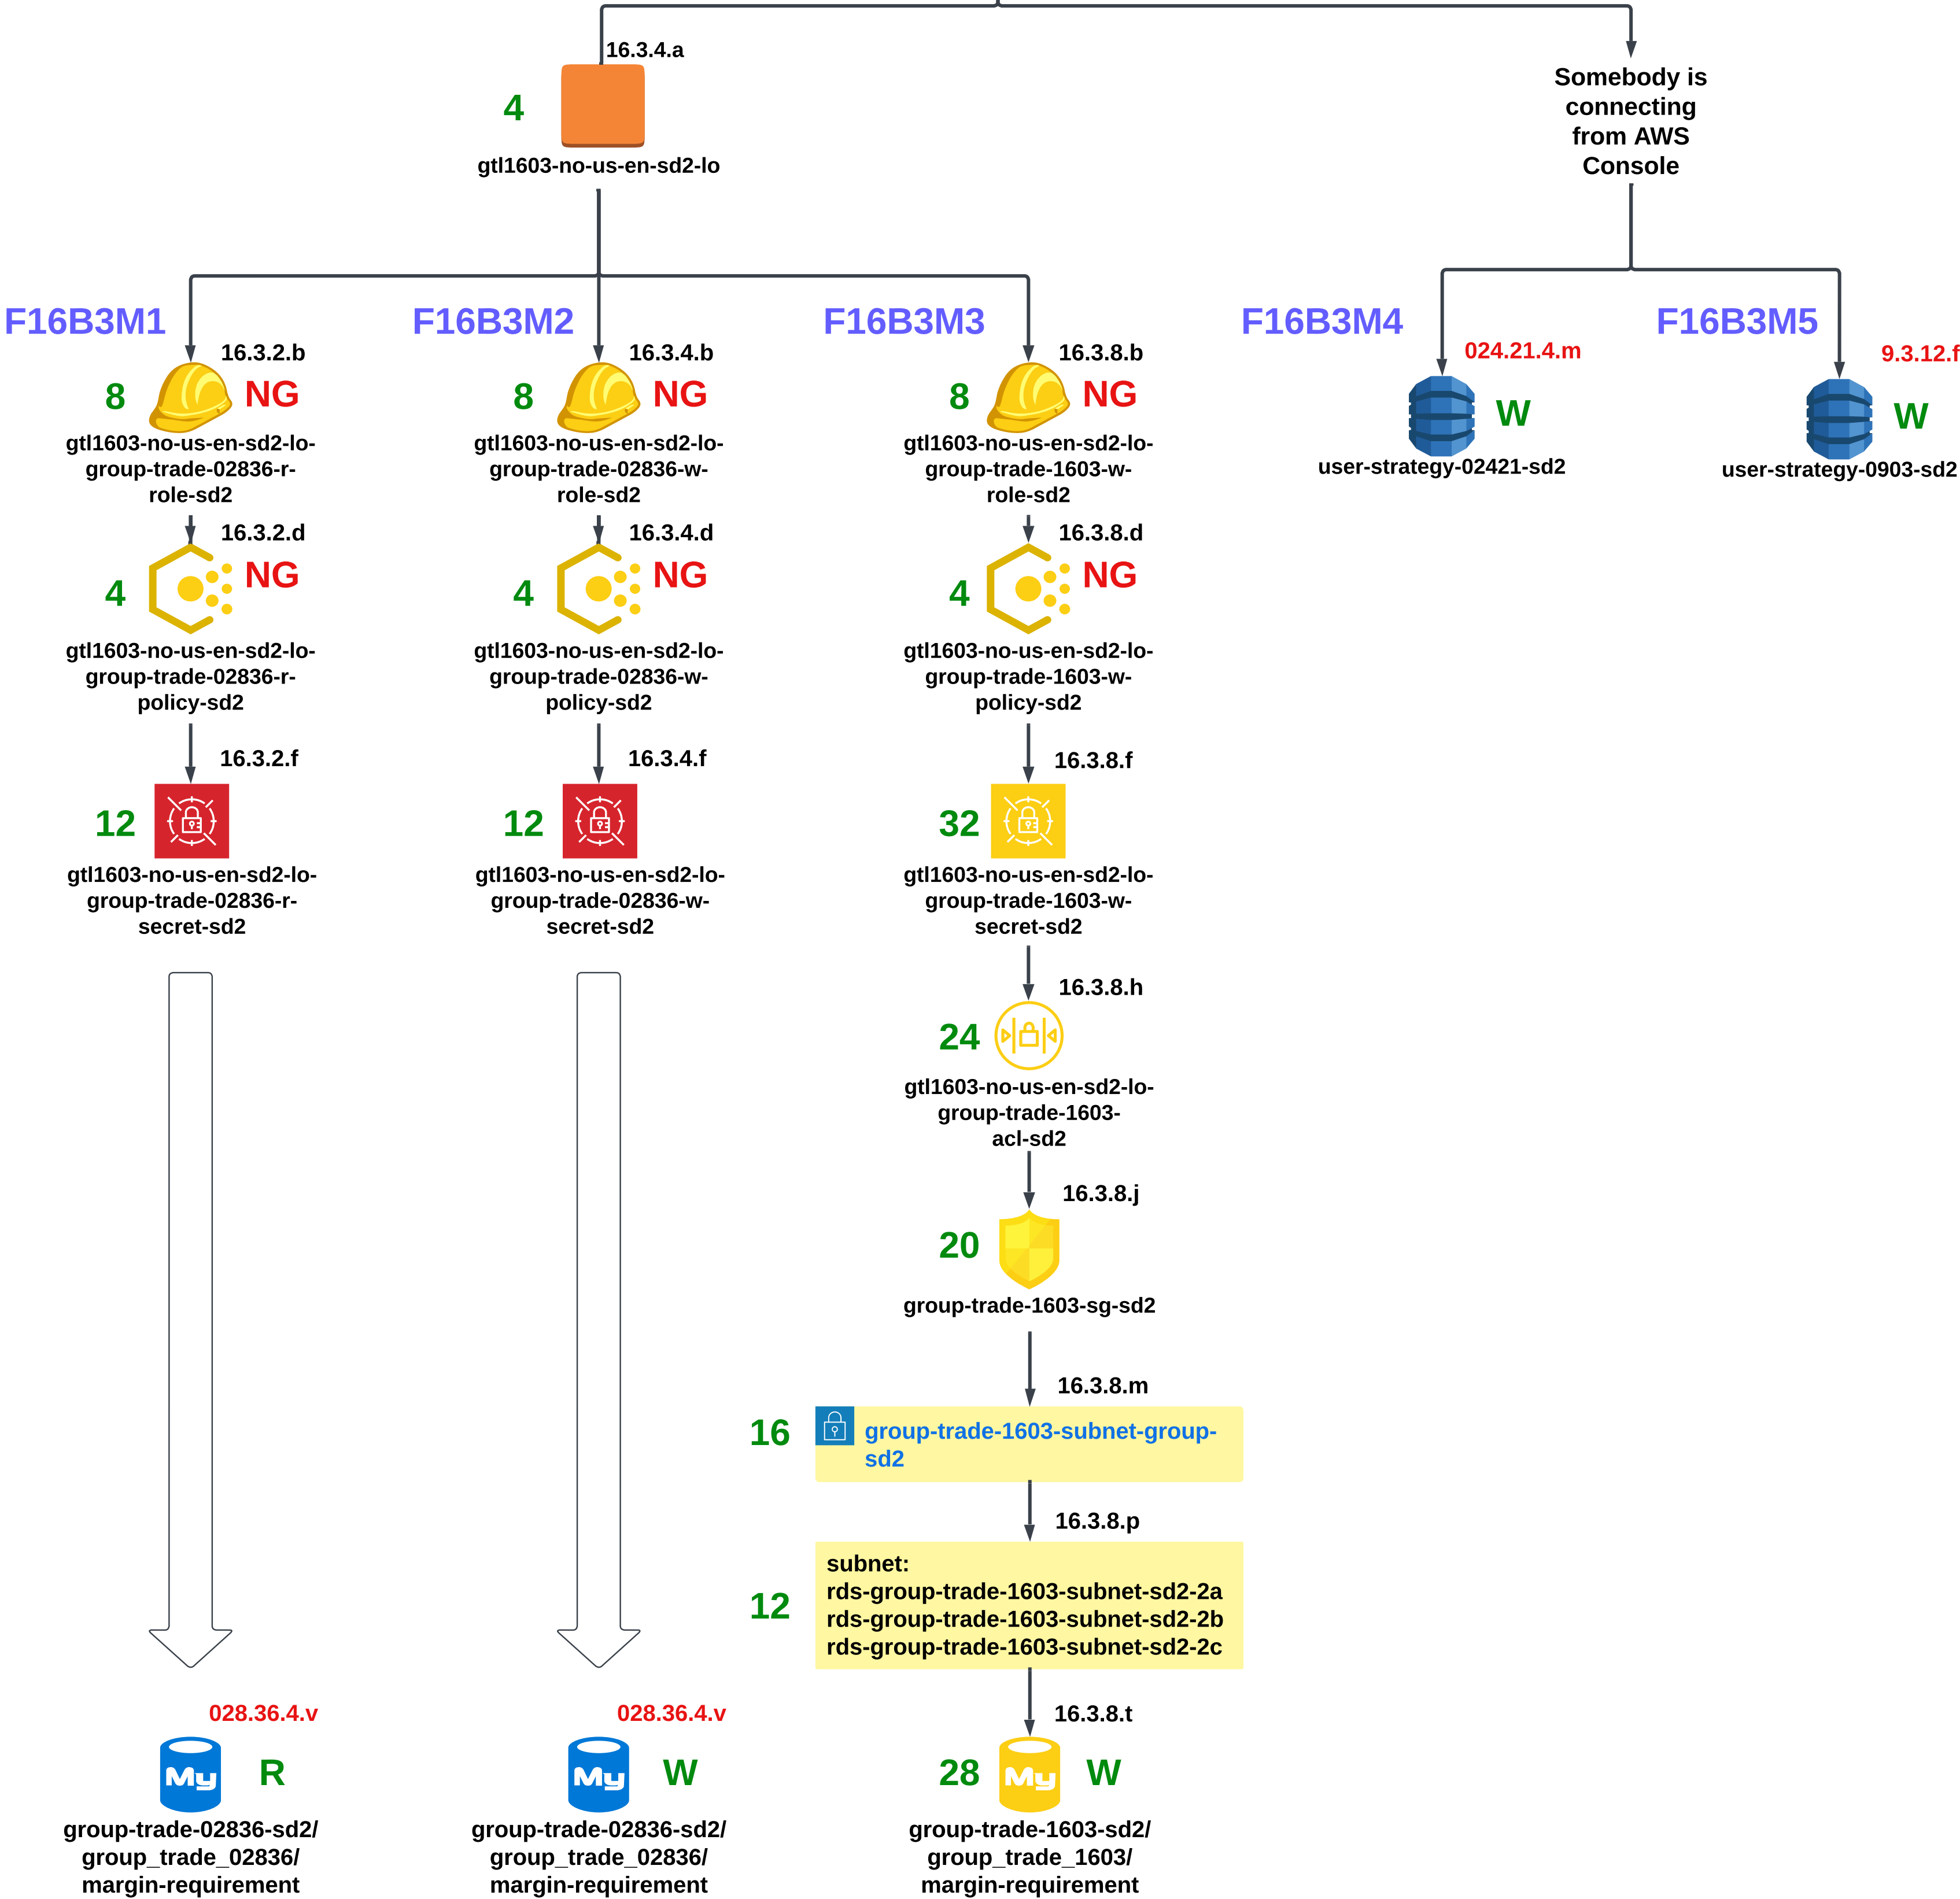 16.3.4.a
4
gtl1603-no-us-en-sd2-lo
Somebody is
connecting
from AWS
Console
F16B3M1
16.3.2.b
8
NG
gtl1603-no-us-en-sd2-lo-
group-trade-02836-r-
role-sd2
16.3.2.d
NG
4
gtl1603-no-us-en-sd2-lo-
group-trade-02836-r-
policy-sd2
16.3.2.f
12
gtl1603-no-us-en-sd2-lo-
group-trade-02836-r-
secret-sd2
028.36.4.v
My
R
group-trade-02836-sd2/
group_trade_02836/
margin-requirement
F16B3M2
16.3.4.b
8
NG
gtl1603-no-us-en-sd2-lo-
group-trade-02836-w-
role-sd2
16.3.4.d
NG
4
gtl1603-no-us-en-sd2-lo-
group-trade-02836-w-
policy-sd2
16.3.4.f
12
gtl1603-no-us-en-sd2-lo-
group-trade-02836-w-
secret-sd2
028.36.4.v
My
W
group-trade-02836-sd2/
group_trade_02836/
margin-requirement
F16B3M3
16.3.8.b
8
NG
gtl1603-no-us-en-sd2-lo-
group-trade-1603-w-
role-sd2
16.3.8.d
NG
4
gtl1603-no-us-en-sd2-lo-
group-trade-1603-w-
policy-sd2
16.3.8.f
32
gtl1603-no-us-en-sd2-lo-
group-trade-1603-w-
secret-sd2
16.3.8.h
24
gtl1603-no-us-en-sd2-lo-
group-trade-1603-
acl-sd2
16.3.8.j
20
group-trade-1603-sg-sd2
16.3.8.m
16
group-trade-1603-subnet-group-
sd2
16.3.8.p
12
subnet:
rds-group-trade-1603-subnet-sd2-2a
rds-group-trade-1603-subnet-sd2-2b
rds-group-trade-1603-subnet-sd2-2c
16.3.8.t
28
My
W
group-trade-1603-sd2/
group_trade_1603/
margin-requirement
F16B3M4
024.21.4.m
W
user-strategy-02421-sd2
F16B3M5
9.3.12.f
W
user-strategy-0903-sd2